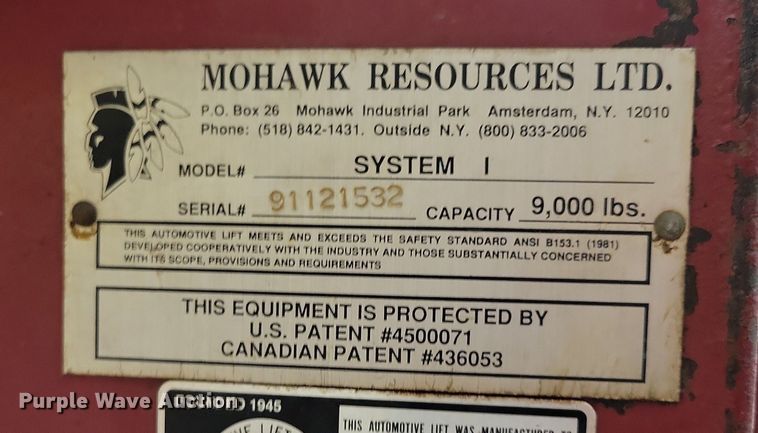 MOHAWK RESOURCES LTD.
P.O. Box 26 Mohawk Industrial Park Amsterdam, N.Y. 12010
Phone: (518) 842-1431. Outside N.Y. (800) 833-2006
MODEL# SYSTEM I
SERIAL# 91121532 CAPACITY 9,000 lbs.
THIS AUTOMOTIVE LIFT MEETS AND EXCEEDS THE SAFETY STANDARD ANSI B153.1 (1981)
DEVELOPED COOPERATIVELY WITH THE INDUSTRY AND THOSE SUBSTANTIALLY CONCERNED
WITH ITS SCOPE, PROVISIONS AND REQUIREMENTS
THIS EQUIPMENT IS PROTECTED BY
U.S. PATENT #4500071
CANADIAN PATENT #436053
Purple Wave Auction
1945
THIS AUTOMOTIVE LIFT WAS MANUFACTURED TO